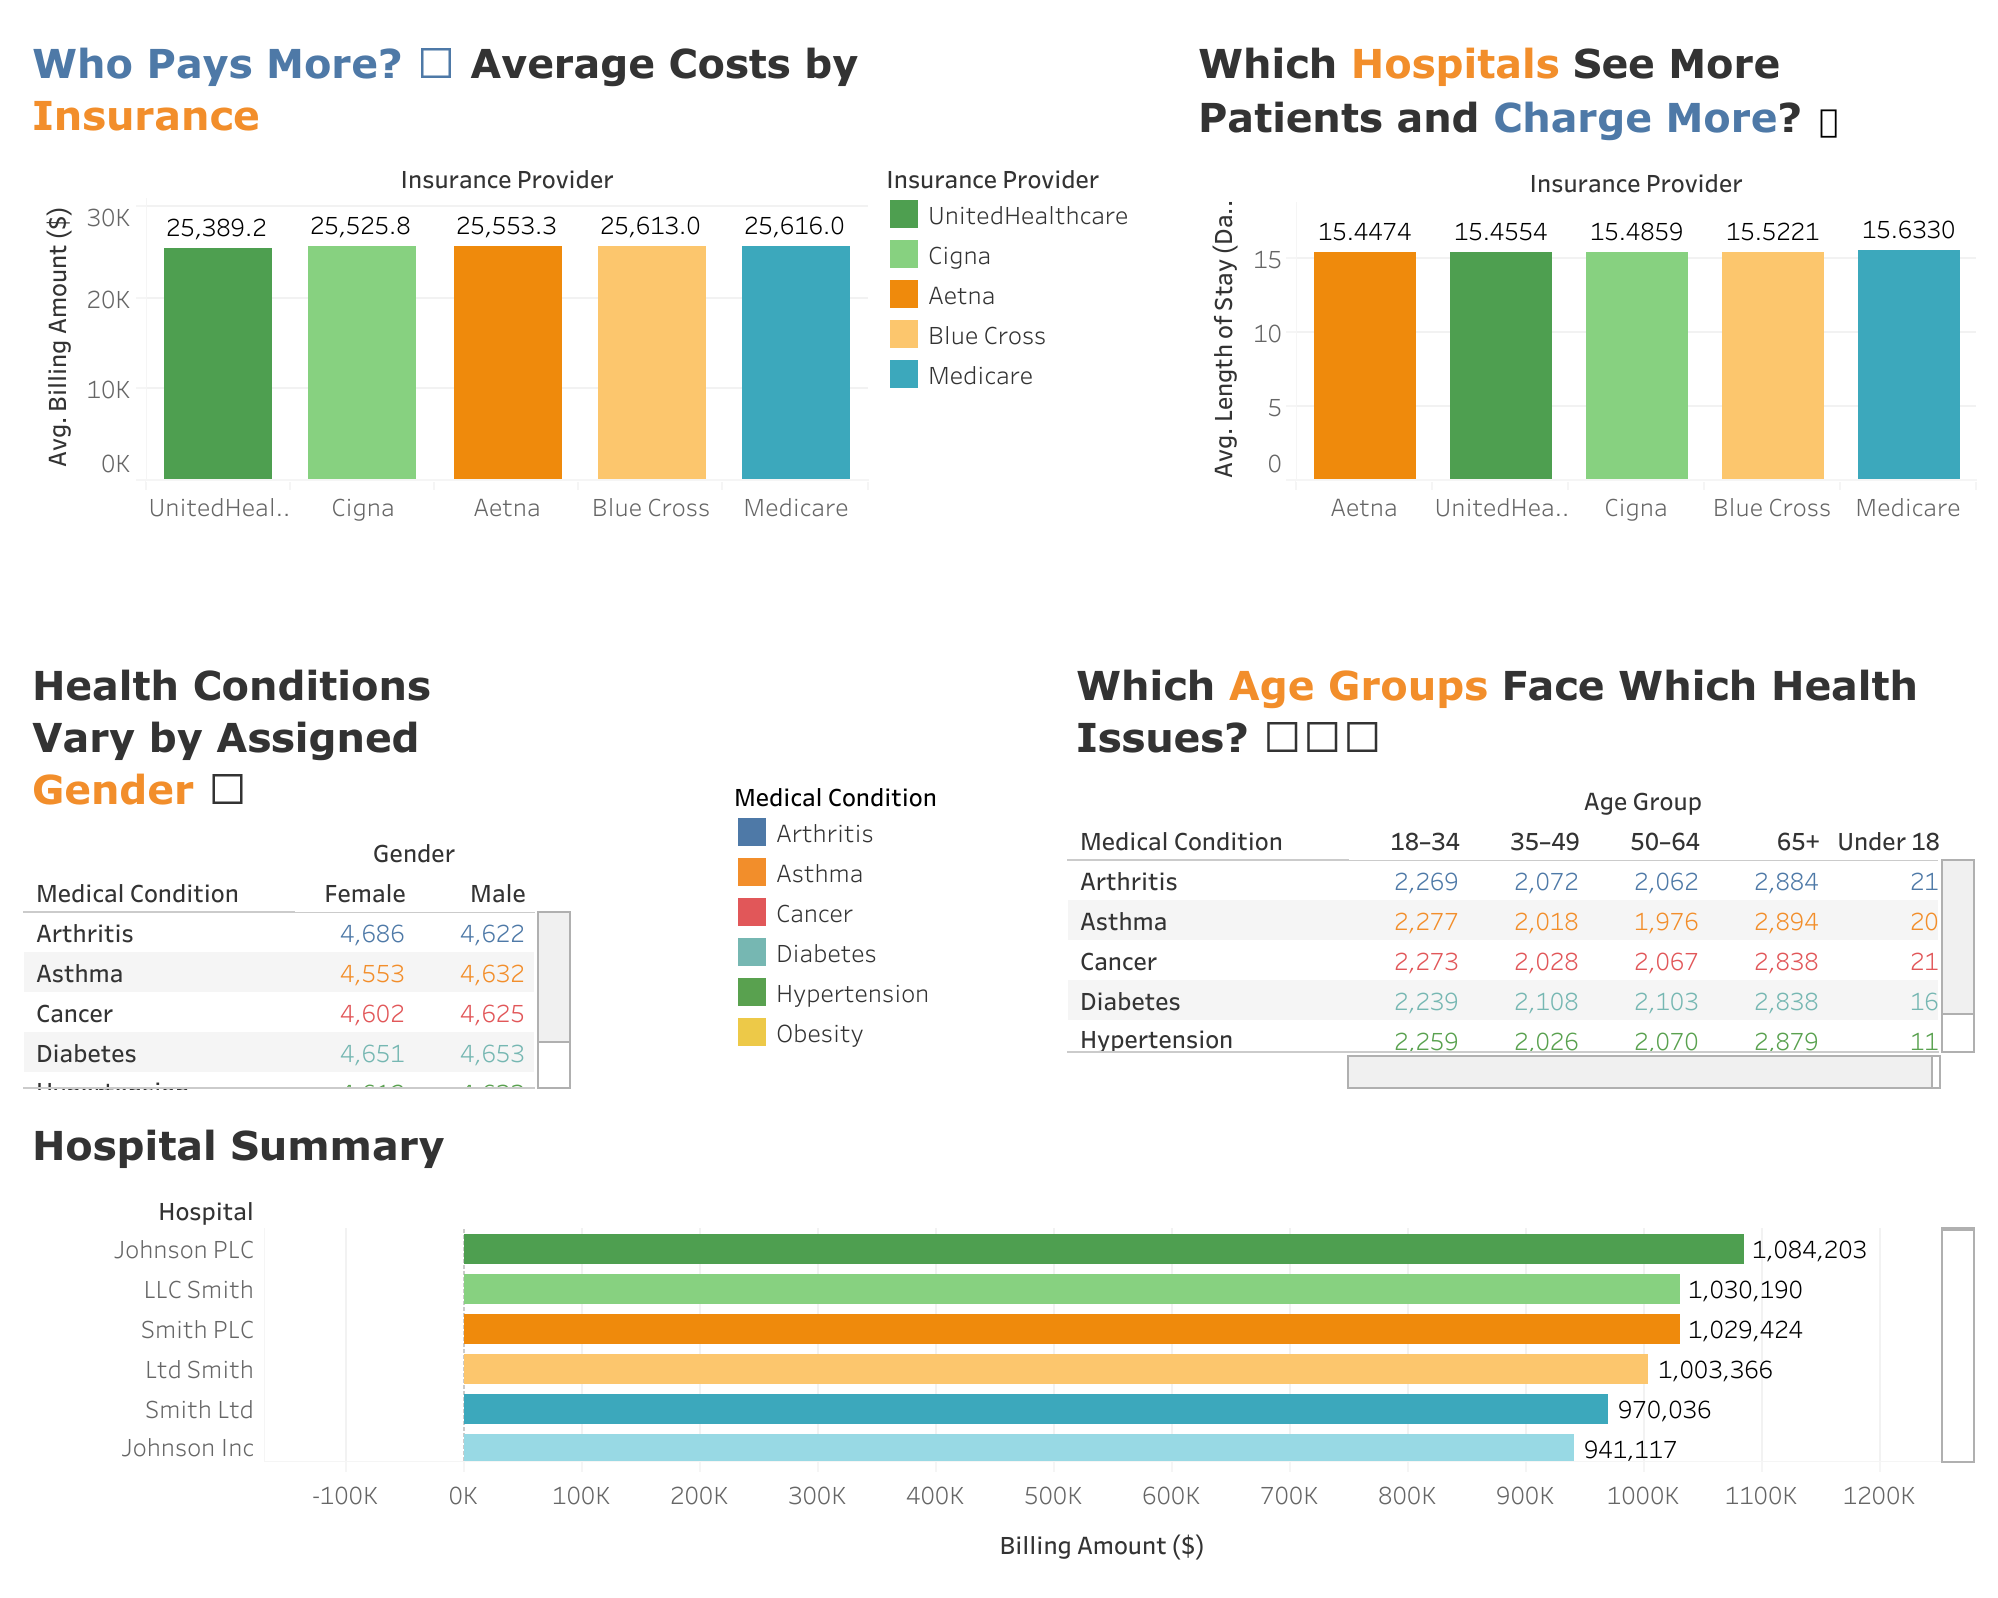 Who Pays More? □ Average Costs by
Insurance
Insurance Provider
Avg. Billing Amount ($)
30K
20K
10K
0K
25,389.2 25,525.8 25,553.3 25,613.0 25,616.0
UnitedHeal.. Cigna Aetna Blue Cross Medicare
Insurance Provider
UnitedHealthcare
Cigna
Aetna
Blue Cross
Medicare
Which Hospitals See More
Patients and Charge More? ▯
Insurance Provider
Avg. Length of Stay (Da..
15
10
5
0
15.4474 15.4554 15.4859 15.5221 15.6330
Aetna UnitedHea.. Cigna Blue Cross Medicare
Health Conditions
Vary by Assigned
Gender □
Gender
Medical Condition Female Male
Arthritis 4,686 4,622
Asthma 4,553 4,632
Cancer 4,602 4,625
Diabetes 4,651 4,653
Medical Condition
Arthritis
Asthma
Cancer
Diabetes
Hypertension
Obesity
Which Age Groups Face Which Health
Issues? □□□
Age Group
Medical Condition 18–34 35–49 50–64 65+ Under 18
Arthritis 2,269 2,072 2,062 2,884 21
Asthma 2,277 2,018 1,976 2,894 20
Cancer 2,273 2,028 2,067 2,838 21
Diabetes 2,239 2,108 2,103 2,838 16
Hypertension 2,259 2,026 2,070 2,879 11
Hospital Summary
Hospital
Johnson PLC 1,084,203
LLC Smith 1,030,190
Smith PLC 1,029,424
Ltd Smith 1,003,366
Smith Ltd 970,036
Johnson Inc 941,117
-100K 0K 100K 200K 300K 400K 500K 600K 700K 800K 900K 1000K 1100K 1200K
Billing Amount ($)